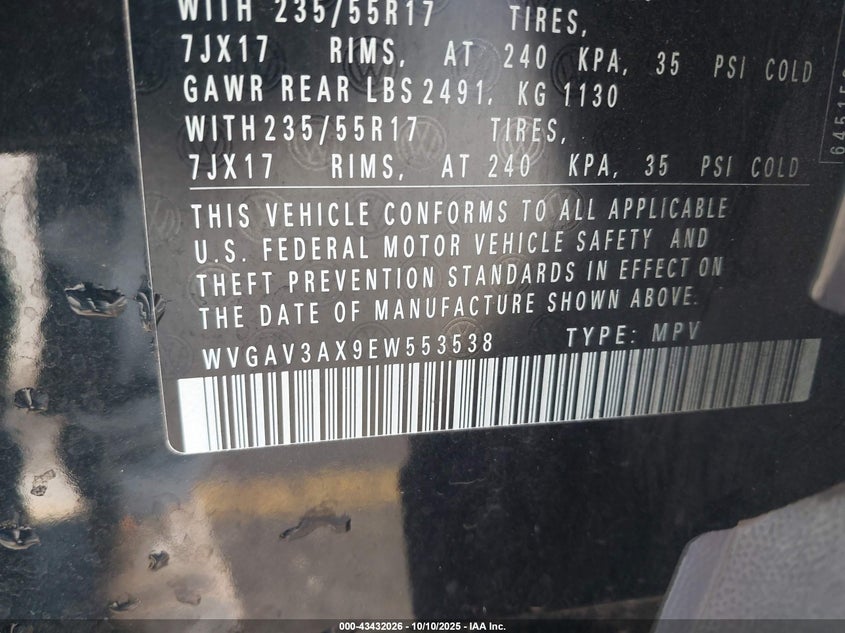 WITH 235/55R17 TIRES,
7JX17 RIMS, AT 240 KPA, 35 PSI COLD
GAWR REAR LBS 2491, KG 1130
WITH 235/55R17 TIRES,
7JX17 RIMS, AT 240 KPA, 35 PSI COLD
THIS VEHICLE CONFORMS TO ALL APPLICABLE
U.S. FEDERAL MOTOR VEHICLE SAFETY AND
THEFT PREVENTION STANDARDS IN EFFECT ON
THE DATE OF MANUFACTURE SHOWN ABOVE.
WVGAV3AX9EW553538 TYPE: MPV
000-43432026 - 10/10/2025 - IAA Inc.